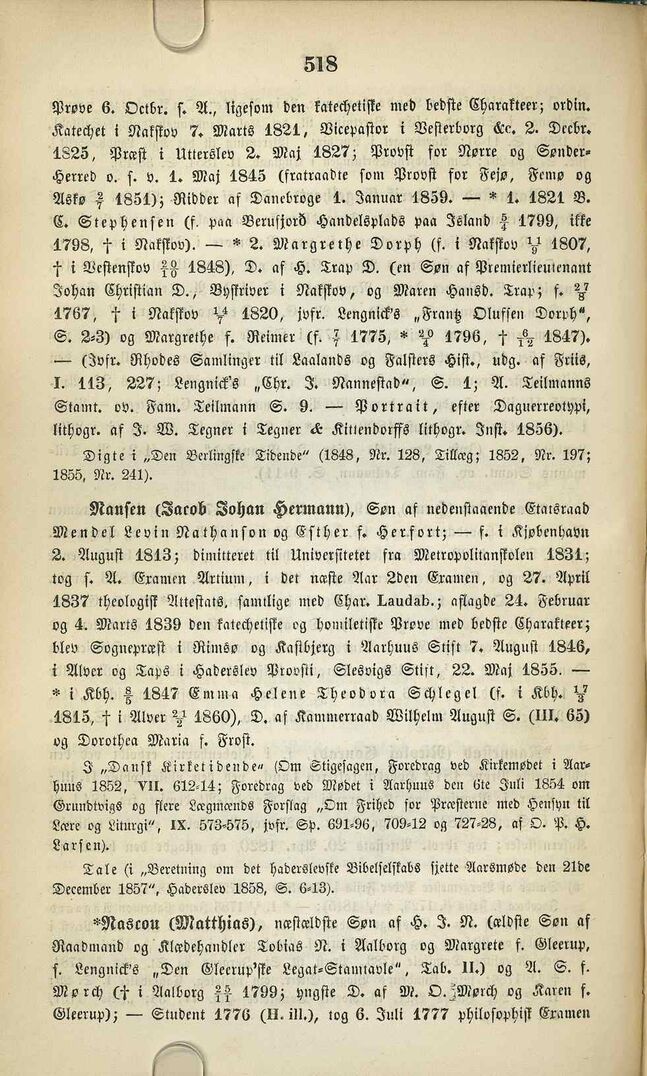 518
Prøve 6. Octbr. s. A., ligesom den katechetiske med bedste Charakteer; ordin.
Katechet i Nakskov 7. Marts 1821, Vicepastor i Vesterborg &c. 2. Decbr.
1825, Præst i Utterslev 2. Maj 1827; Provst for Nørre og Sønder-
Herred o. s. v. 1. Maj 1845 (fratraadte som Provst for Fejø, Femø og
Askø 2/7 1851); Ridder af Danebroge 1. Januar 1859. — * 1. 1821 B.
C. Stephensen (f. paa Berufjorð Handelsplads paa Island 5/4 1799, ikke
1798, † i Nakskov). — * 2. Margrethe Dorph (f. i Nakskov 11/9 1807,
† i Vestenskov 20/10 1848), D. af H. Trap D. (en Søn af Premierlieutenant
Johan Christian D., Byskriver i Nakskov, og Maren Hansd. Trap; f. 27/8
1767, † i Nakskov 14/7 1820, jvfr. Lengnick's „Frantz Oluffen Dorph“,
S. 2-3) og Margrethe f. Reimer (f. 7/7 1775, * 20/4 1796, † 6/12 1847).
— (Jvfr. Rhodes Samlinger til Laalands og Falsters Hist., udg. af Friis,
I. 113, 227; Lengnick's „Chr. J. Nannestad“, S. 1; A. Teilmanns
Stamt. ov. Fam. Teilmann S. 9. — Portrait, efter Daguerreotypi,
lithogr. af J. W. Tegner i Tegner & Kittendorffs lithogr. Inst. 1856).
Digte i „Den Berlingske Tidende“ (1848, Nr. 128, Tillæg; 1852, Nr. 197;
1855, Nr. 241).
Nansen (Jacob Johan Hermann), Søn af nedenstaaende Etatsraad
Mendel Levin Nathanson og Esther f. Herfort; — f. i Kjøbenhavn
2. August 1813; dimitteret til Universitetet fra Metropolitanskolen 1831;
tog s. A. Examen Artium, i det næste Aar 2den Examen, og 27. April
1837 theologisk Attestats, samtlige med Char. Laudab.; aflagde 24. Februar
og 4. Marts 1839 den katechetiske og homiletiske Prøve med bedste Charakteer;
blev Sognepræst i Rimsø og Kastbjerg i Aarhuus Stift 7. August 1846,
i Alver og Taps i Haderslev Provsti, Slesvigs Stift, 22. Maj 1855. —
* i Kbh. 8/5 1847 Emma Helene Theodora Schlegel (f. i Kbh. 17/3
1815, † i Alver 21/2 1860), D. af Kammerraad Wilhelm August S. (III. 65)
og Dorothea Maria f. Frost.
I „Dansk Kirketidende“ (Om Stigesagen, Foredrag ved Kirkemødet i Aar-
huus 1852, VII. 612-14; Foredrag ved Mødet i Aarhuus den 6te Juli 1854 om
Grundtvigs og flere Lægmænds Forslag „Om Frihed for Præsterne med Hensyn til
Lære og Liturgi“, IX. 573-575, jvfr. Sp. 691-96, 709-12 og 727-28, af O. P. H.
Larsen).
Tale (i „Beretning om det haderslevske Bibelselskabs sjette Aarsmøde den 21de
December 1857“, Haderslev 1858, S. 6-13).
*Nascou (Matthias), næstældste Søn af H. J. N. (ældste Søn af
Raadmand og Klædehandler Tobias N. i Aalborg og Margrete f. Gleerup,
s. Lengnick's „Den Gleerup'ske Legat-Stamtavle“, Tab. II.) og A. S. f.
Mørch († i Aalborg 25/11 1799; yngste D. af M. O. Mørch og Karen f.
Gleerup); — Student 1776 (H. ill.), tog 6. Juli 1777 philosophisk Examen